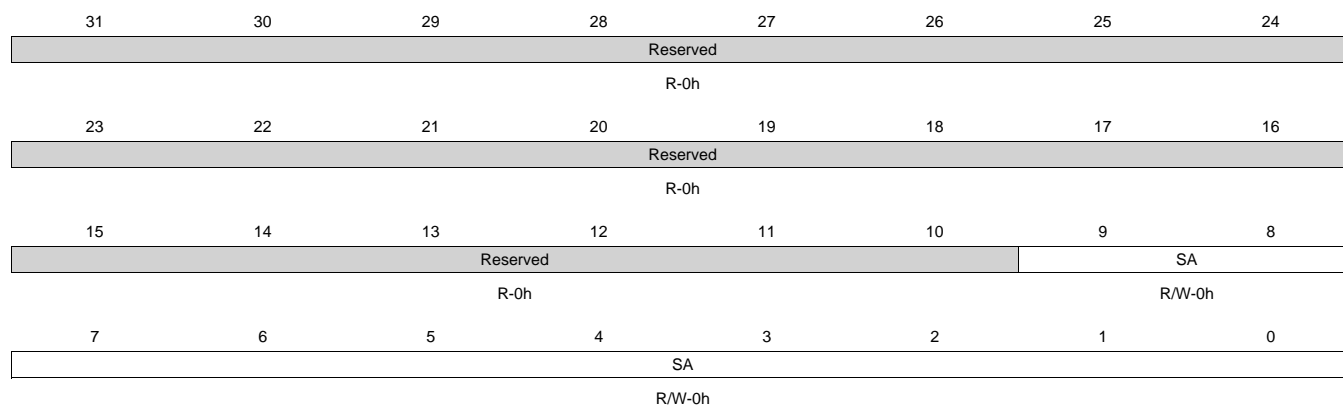 31 30 29 28 27 26 25 24
Reserved
R-0h
23 22 21 20 19 18 17 16
Reserved
R-0h
15 14 13 12 11 10 9 8
Reserved SA
R-0h R/W-0h
7 6 5 4 3 2 1 0
SA
R/W-0h